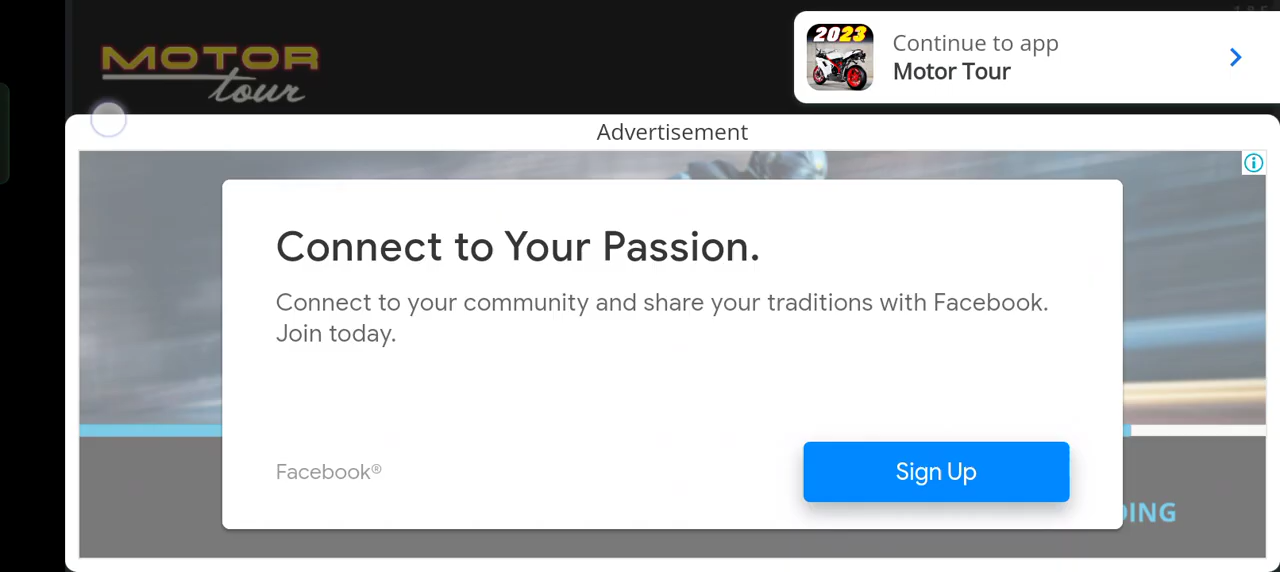 MOTOR
tour
2023
Continue to app
Motor Tour
Advertisement
Connect to Your Passion.
Connect to your community and share your traditions with Facebook.
Join today.
Facebook®
Sign Up
DING